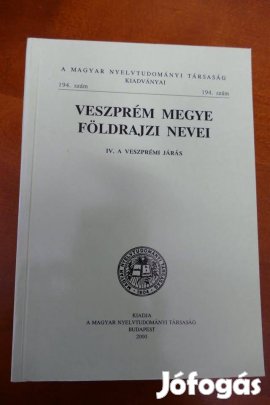 A MAGYAR NYELVTUDOMÁNYI TÁRSASÁG
KIADVÁNYAI
194. szám 194. szám
VESZPRÉM MEGYE
FÖLDRAJZI NEVEI
IV. A VESZPRÉMI JÁRÁS
KIADJA
A MAGYAR NYELVTUDOMÁNYI TÁRSASÁG
BUDAPEST
Jófogás